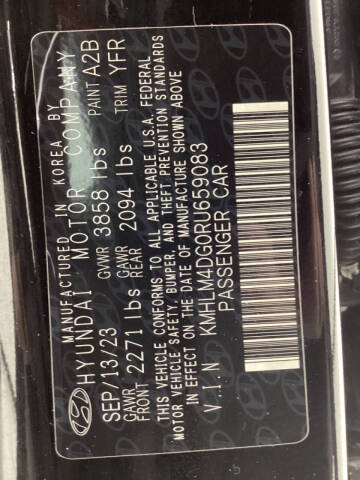 MANUFACTURED IN KOREA BY
HYUNDAI MOTOR COMPANY
SEP/13/23 GVWR 3858 lbs PAINT A2B
GAWR FRONT 2271 lbs GAWR REAR 2094 lbs TRIM YFR
THIS VEHICLE CONFORMS TO ALL APPLICABLE U.S.A. FEDERAL
MOTOR VEHICLE SAFETY, BUMPER, AND THEFT PREVENTION STANDARDS
IN EFFECT ON THE DATE OF MANUFACTURE SHOWN ABOVE
V I N KMHLM4DG0RU659083
PASSENGER CAR